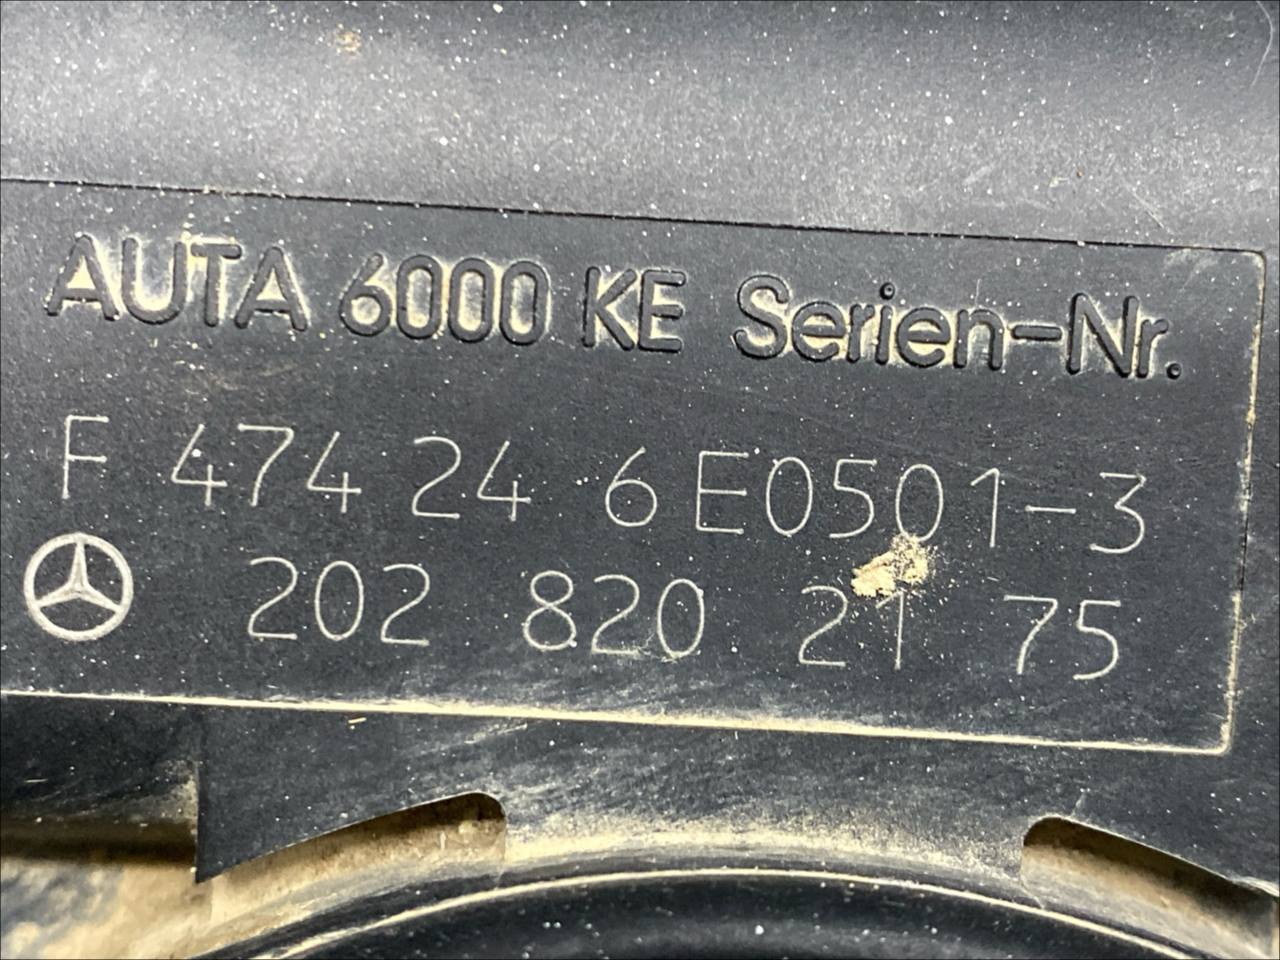 AUTA 6000 KE Serien-Nr.
F 474 24 6E0501-3
202 820 21 75